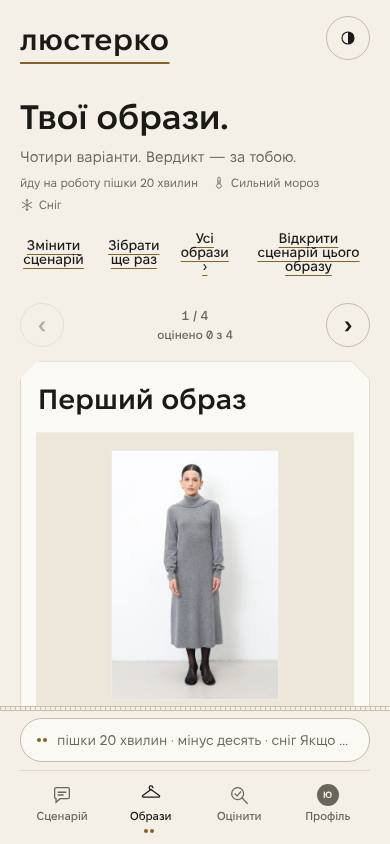 люстерко
Твої образи.
Чотири варіанти. Вердикт — за тобою.
йду на роботу пішки 20 хвилин Сильний мороз
Сніг
Змінити
сценарій
Зібрати
ще раз
Усі
образи
›
Відкрити
сценарій цього
образу
‹
1 / 4
оцінено 0 з 4
›
Перший образ
пішки 20 хвилин · мінус десять · сніг Якщо ...
Сценарій
Образи
Оцінити
Ю
Профіль